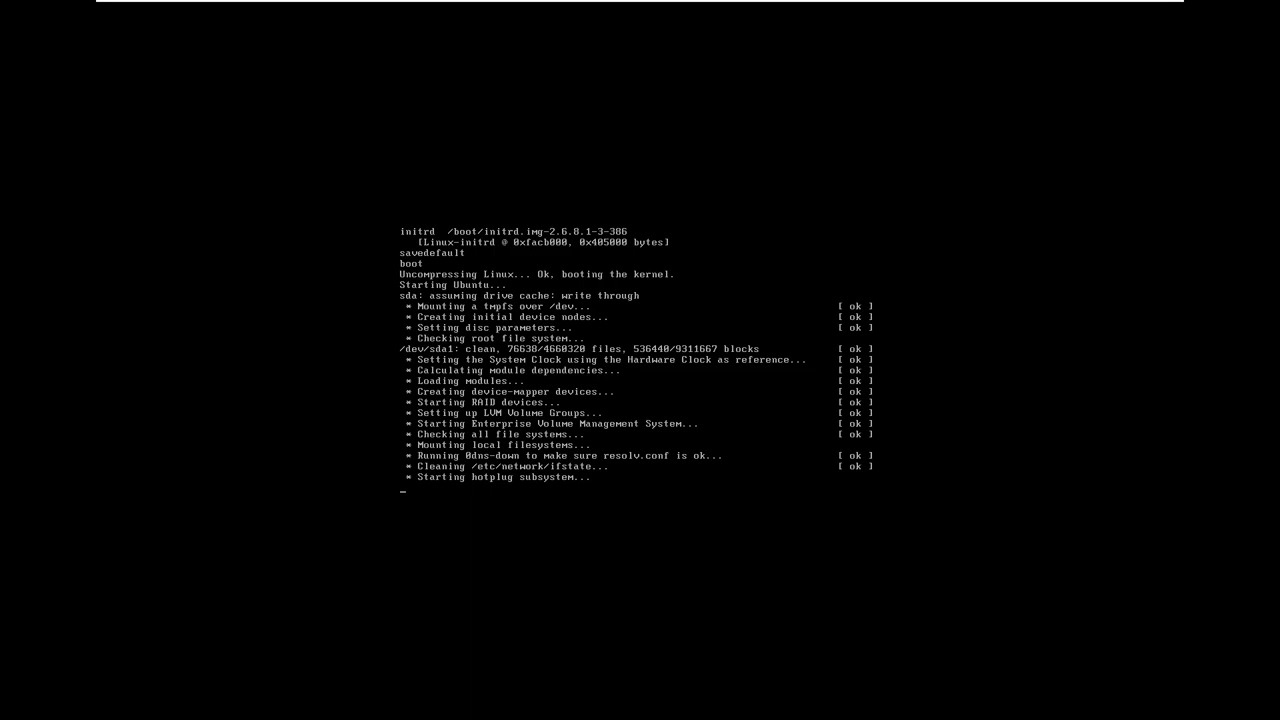 initrd  /boot/initrd.img-2.6.8.1-3-386
   [Linux-initrd @ 0xfacb000, 0x405000 bytes]
savedefault
boot
Uncompressing Linux... Ok, booting the kernel.
Starting Ubuntu...
sda: assuming drive cache: write through
 * Mounting a tmpfs over /dev... [ ok ]
 * Creating initial device nodes... [ ok ]
 * Setting disc parameters... [ ok ]
 * Checking root file system...
/dev/sda1: clean, 76638/4660320 files, 536440/9311667 blocks [ ok ]
 * Setting the System Clock using the Hardware Clock as reference... [ ok ]
 * Calculating module dependencies... [ ok ]
 * Loading modules... [ ok ]
 * Creating device-mapper devices... [ ok ]
 * Starting RAID devices... [ ok ]
 * Setting up LVM Volume Groups... [ ok ]
 * Starting Enterprise Volume Management System... [ ok ]
 * Checking all file systems... [ ok ]
 * Mounting local filesystems...
 * Running 0dns-down to make sure resolv.conf is ok... [ ok ]
 * Cleaning /etc/network/ifstate... [ ok ]
 * Starting hotplug subsystem...
_